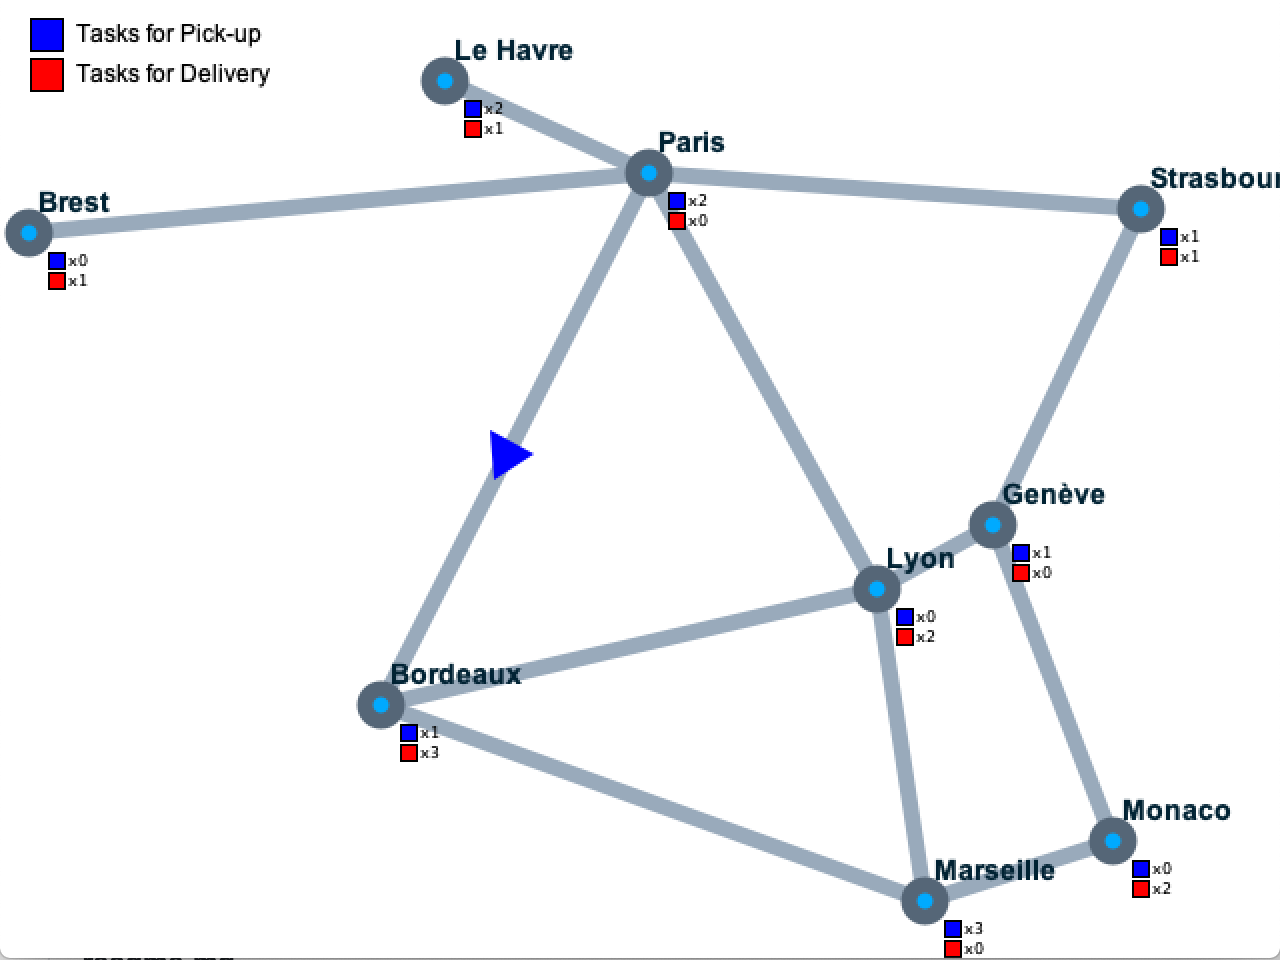 Tasks for Pick-up
Tasks for Delivery
Le Havre
x2
x1
Paris
x2
x0
Strasbour
x1
x1
Brest
x0
x1
Genève
x1
x0
Lyon
x0
x2
Bordeaux
x1
x3
Monaco
x0
x2
Marseille
x3
x0